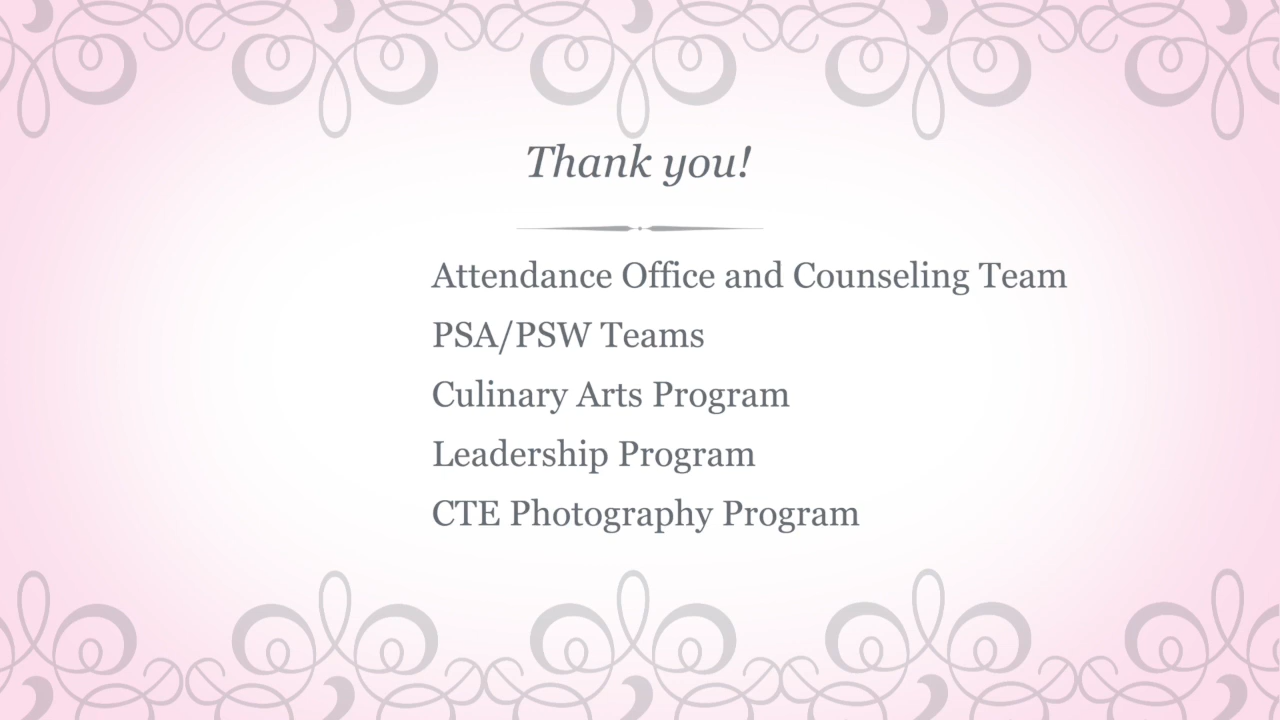 Thank you!
Attendance Office and Counseling Team
PSA/PSW Teams
Culinary Arts Program
Leadership Program
CTE Photography Program